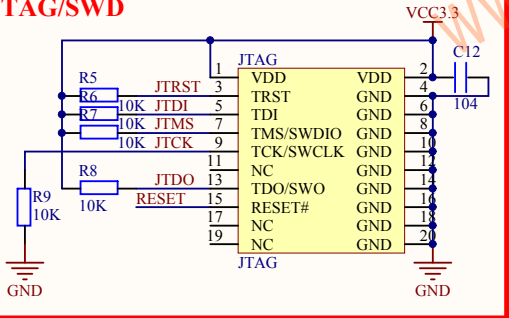 TAG/SWD
VCC3.3
JTAG
C12
104
1 VDD VDD 2
R5 JTRST 3 TRST GND 4
R6 10K JTDI 5 TDI GND 6
R7 10K JTMS 7 TMS/SWDIO GND 8
10K JTCK 9 TCK/SWCLK GND 10
11 NC GND 12
R8 10K JTDO 13 TDO/SWO GND 14
RESET 15 RESET# GND 16
17 NC GND 18
19 NC GND 20
R9
10K
JTAG
GND
GND